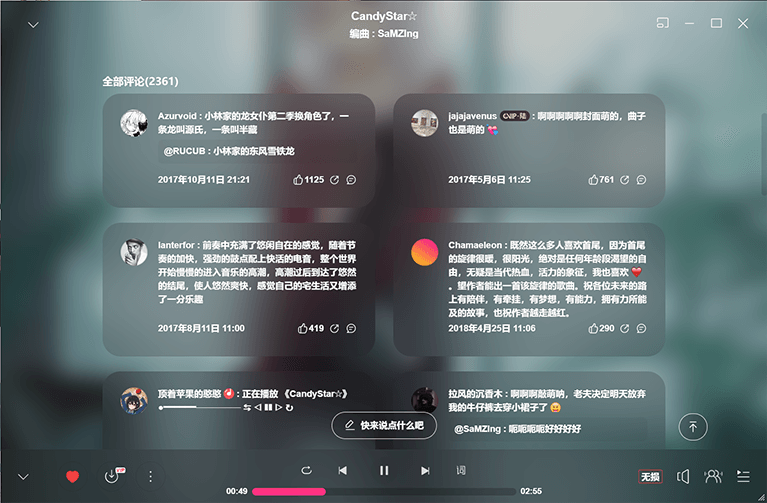 CandyStar☆
编曲 : SaMZIng
全部评论(2361)
Azurvoid : 小林家的龙女仆第二季换角色了，一
条龙叫源氏，一条叫半藏
@RUCUB : 小林家的东风雪铁龙
2017年10月11日 21:21
1125
jajajavenus CVIP·陆 : 啊啊啊啊啊封面萌的，曲子
也是萌的 💘
2017年5月6日 11:25
761
lanterfor : 前奏中充满了悠闲自在的感觉，随着节
奏的加快，强劲的鼓点配上快活的电音，整个世界
开始慢慢的进入音乐的高潮，高潮过后到达了悠然
的结尾，使人悠然爽快，感觉自己的宅生活又增添
了一分乐趣
2017年8月11日 11:00
419
Chamaeleon : 既然这么多人喜欢首尾，因为首尾
的旋律很暖，很阳光，绝对是任何年龄段渴望的自
由，无疑是当代热血，活力的象征，我也喜欢 ❤️
。望作者能出一首该旋律的歌曲。祝各位未来的路
上有陪伴，有牵挂，有梦想，有能力，拥有力所能
及的故事，也祝作者越走越红。
2018年4月25日 11:06
290
顶着苹果的憨憨 : 正在播放 《CandyStar☆》
拉风的沉香木 : 啊啊啊敲萌呐，老夫决定明天放弃
我的牛仔裤去穿小裙子了 😃
@SaMZIng : 呃呃呃呃好好好好
快来说点什么吧
VIP
词
无损
00:49
02:55